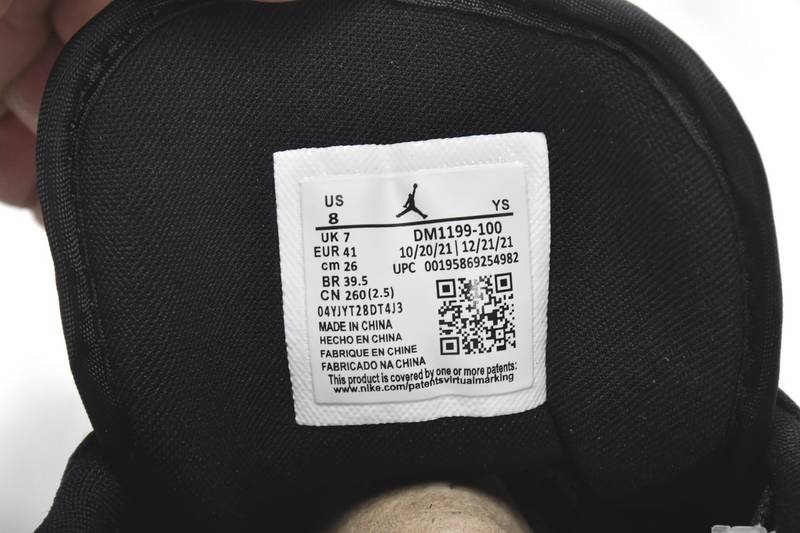 US
8
YS
UK 7
DM1199-100
EUR 41
10/20/21 | 12/21/21
cm 26
UPC 00195869254982
BR 39.5
CN 260 (2.5)
04YJYT28DT4J3
MADE IN CHINA
HECHO EN CHINA
FABRIQUE EN CHINE
FABRICADO NA CHINA
This product is covered by one or more patents:
www.nike.com/patentsvirtualmarking